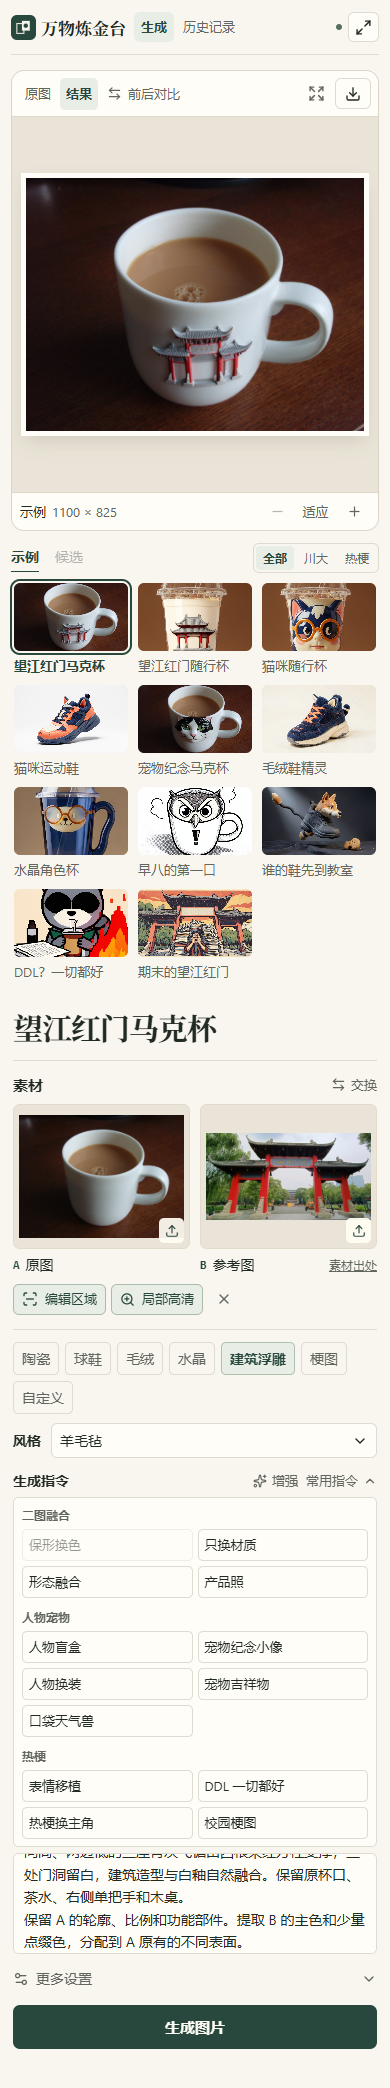 万物炼金台 生成 历史记录
原图 结果 前后对比
示例 1100 × 825 适应
示例 候选 全部 川大 热梗
望江红门马克杯 望江红门随行杯 猫咪随行杯
猫咪运动鞋 宠物纪念马克杯 毛绒鞋精灵
水晶角色杯 早八的第一口 谁的鞋先到教室
DDL？一切都好 期末的望江红门
望江红门马克杯
素材 交换
A 原图 B 参考图 素材出处
编辑区域 局部高清
陶瓷 球鞋 毛绒 水晶 建筑浮雕 梗图
自定义
风格 羊毛毡
生成指令 增强 常用指令
二图融合
保形换色 只换材质
形态融合 产品照
人物宠物
人物盲盒 宠物纪念小像
人物换装 宠物吉祥物
口袋天气兽
热梗
表情移植 DDL 一切都好
热梗换主角 校园梗图
处门洞留白，建筑造型与白釉自然融合。保留原杯口、
茶水、右侧单把手和木桌。
保留 A 的轮廓、比例和功能部件。提取 B 的主色和少量
点缀色，分配到 A 原有的不同表面。
更多设置
生成图片